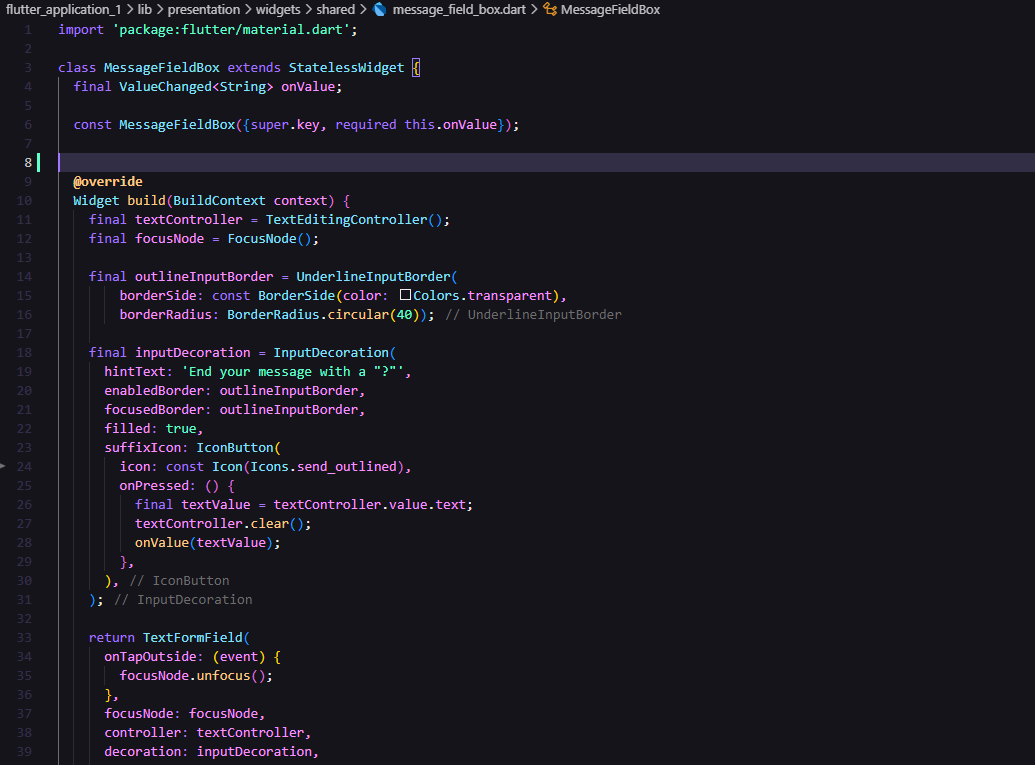 flutter_application_1 > lib > presentation > widgets > shared > message_field_box.dart > MessageFieldBox
1 import 'package:flutter/material.dart';
2
3 class MessageFieldBox extends StatelessWidget {
4   final ValueChanged<String> onValue;
5
6   const MessageFieldBox({super.key, required this.onValue});
7
8
9   @override
10   Widget build(BuildContext context) {
11     final textController = TextEditingController();
12     final focusNode = FocusNode();
13
14     final outlineInputBorder = UnderlineInputBorder(
15         borderSide: const BorderSide(color: Colors.transparent),
16         borderRadius: BorderRadius.circular(40)); // UnderlineInputBorder
17
18     final inputDecoration = InputDecoration(
19       hintText: 'End your message with a "?"',
20       enabledBorder: outlineInputBorder,
21       focusedBorder: outlineInputBorder,
22       filled: true,
23       suffixIcon: IconButton(
24         icon: const Icon(Icons.send_outlined),
25         onPressed: () {
26           final textValue = textController.value.text;
27           textController.clear();
28           onValue(textValue);
29         },
30       ), // IconButton
31     ); // InputDecoration
32
33     return TextFormField(
34       onTapOutside: (event) {
35         focusNode.unfocus();
36       },
37       focusNode: focusNode,
38       controller: textController,
39       decoration: inputDecoration,